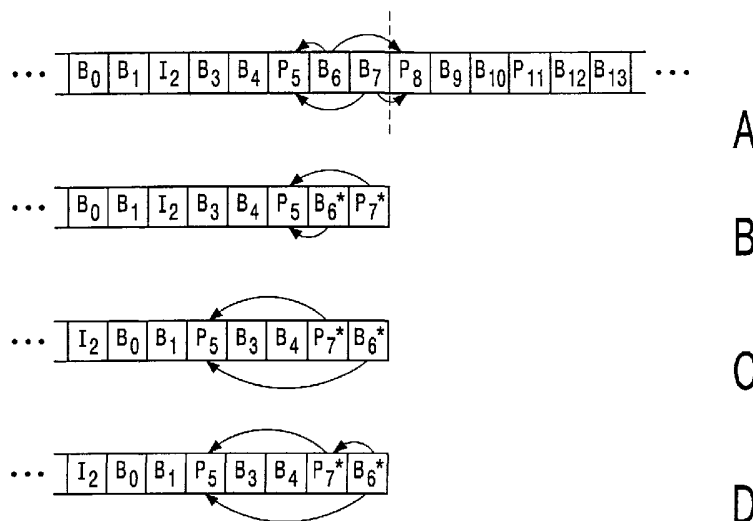 ... B0 B1 I2 B3 B4 P5 B6 B7 P8 B9 B10 P11 B12 B13 ...
A
... B0 B1 I2 B3 B4 P5 B6* P7*
B
... I2 B0 B1 P5 B3 B4 P7* B6*
C
... I2 B0 B1 P5 B3 B4 P7* B6*
D